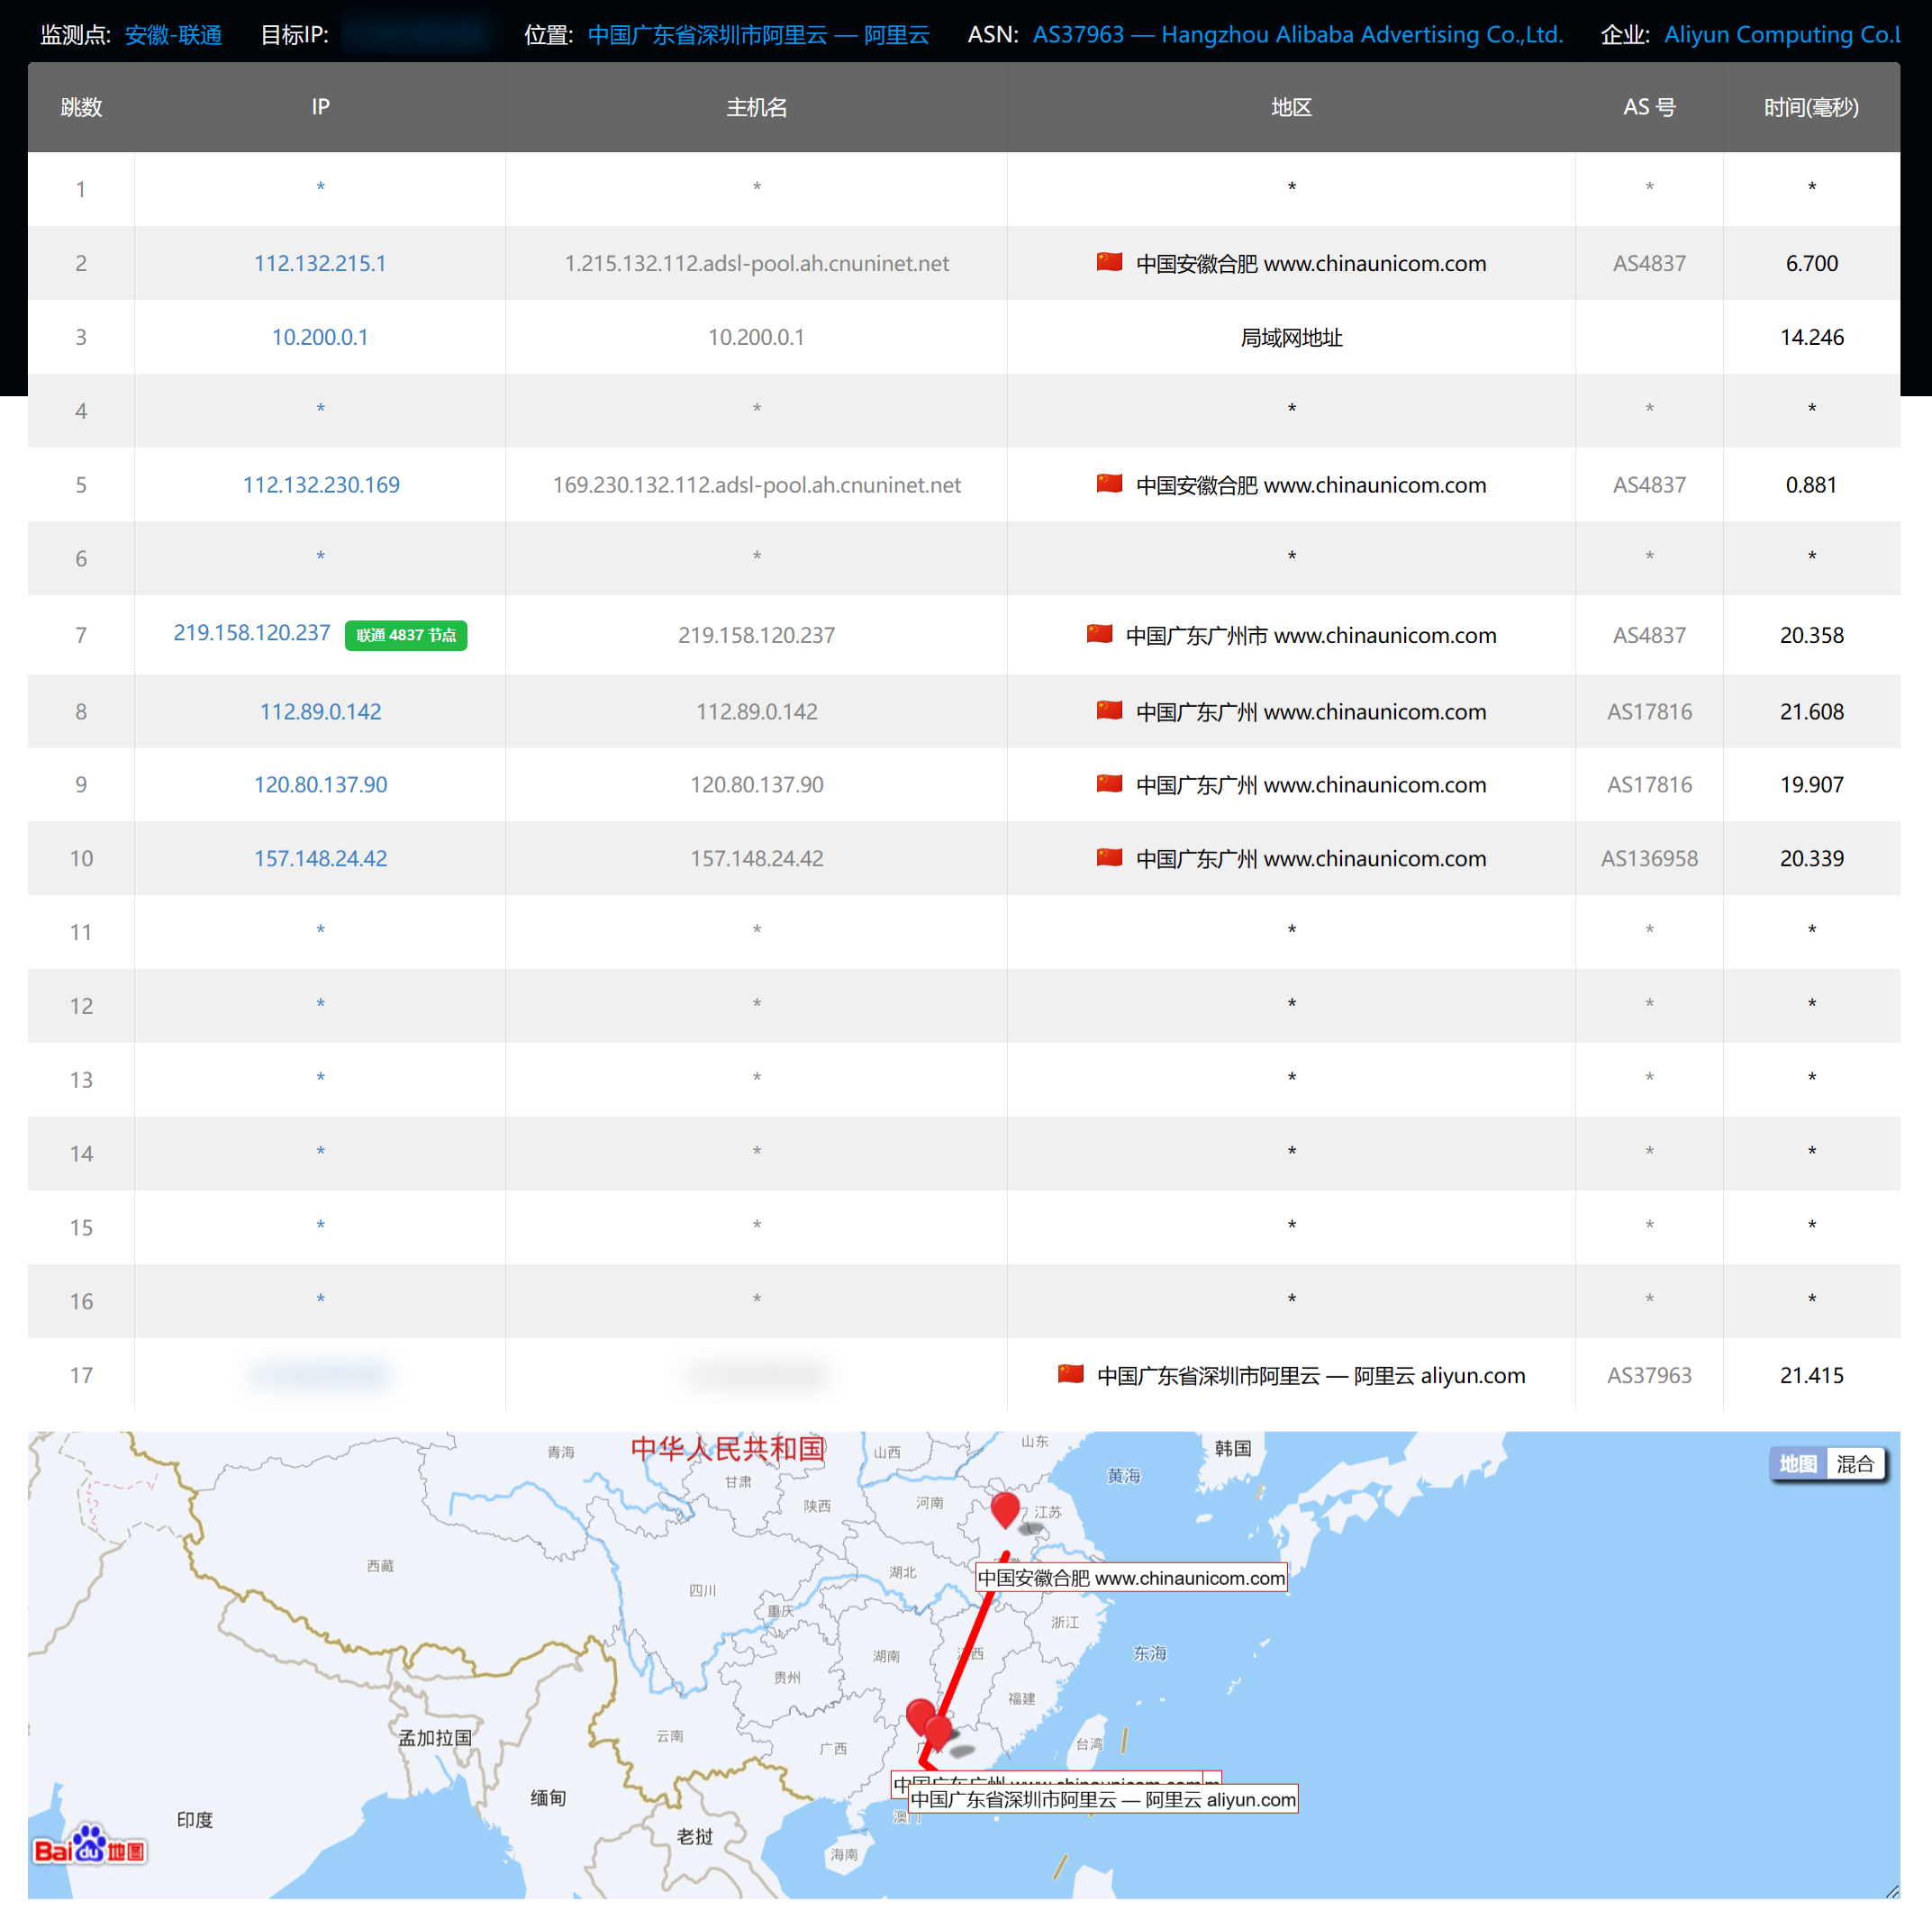 监测点: 安徽-联通 目标IP: 位置: 中国广东省深圳市阿里云 — 阿里云 ASN: AS37963 — Hangzhou Alibaba Advertising Co.,Ltd. 企业: Aliyun Computing Co.L
跳数 IP 主机名 地区 AS 号 时间(毫秒)
1 * * * * *
2 112.132.215.1 1.215.132.112.adsl-pool.ah.cnuninet.net 中国安徽合肥 www.chinaunicom.com AS4837 6.700
3 10.200.0.1 10.200.0.1 局域网地址 14.246
4 * * * * *
5 112.132.230.169 169.230.132.112.adsl-pool.ah.cnuninet.net 中国安徽合肥 www.chinaunicom.com AS4837 0.881
6 * * * * *
7 219.158.120.237 联通 4837 节点 219.158.120.237 中国广东广州市 www.chinaunicom.com AS4837 20.358
8 112.89.0.142 112.89.0.142 中国广东广州 www.chinaunicom.com AS17816 21.608
9 120.80.137.90 120.80.137.90 中国广东广州 www.chinaunicom.com AS17816 19.907
10 157.148.24.42 157.148.24.42 中国广东广州 www.chinaunicom.com AS136958 20.339
11 * * * * *
12 * * * * *
13 * * * * *
14 * * * * *
15 * * * * *
16 * * * * *
17 中国广东省深圳市阿里云 — 阿里云 aliyun.com AS37963 21.415
中华人民共和国
青海
甘肃
山西
山东
韩国
地图 混合
黄海
陕西
河南
江苏
西藏
四川
湖北
中国安徽合肥 www.chinaunicom.com
重庆
浙江
湖南
东海
贵州
福建
云南
广西
台湾
孟加拉国
中国广东广州 www.chinaunicom.com
中国广东省深圳市阿里云 — 阿里云 aliyun.com
缅甸
印度
老挝
海南
Bai du 地图